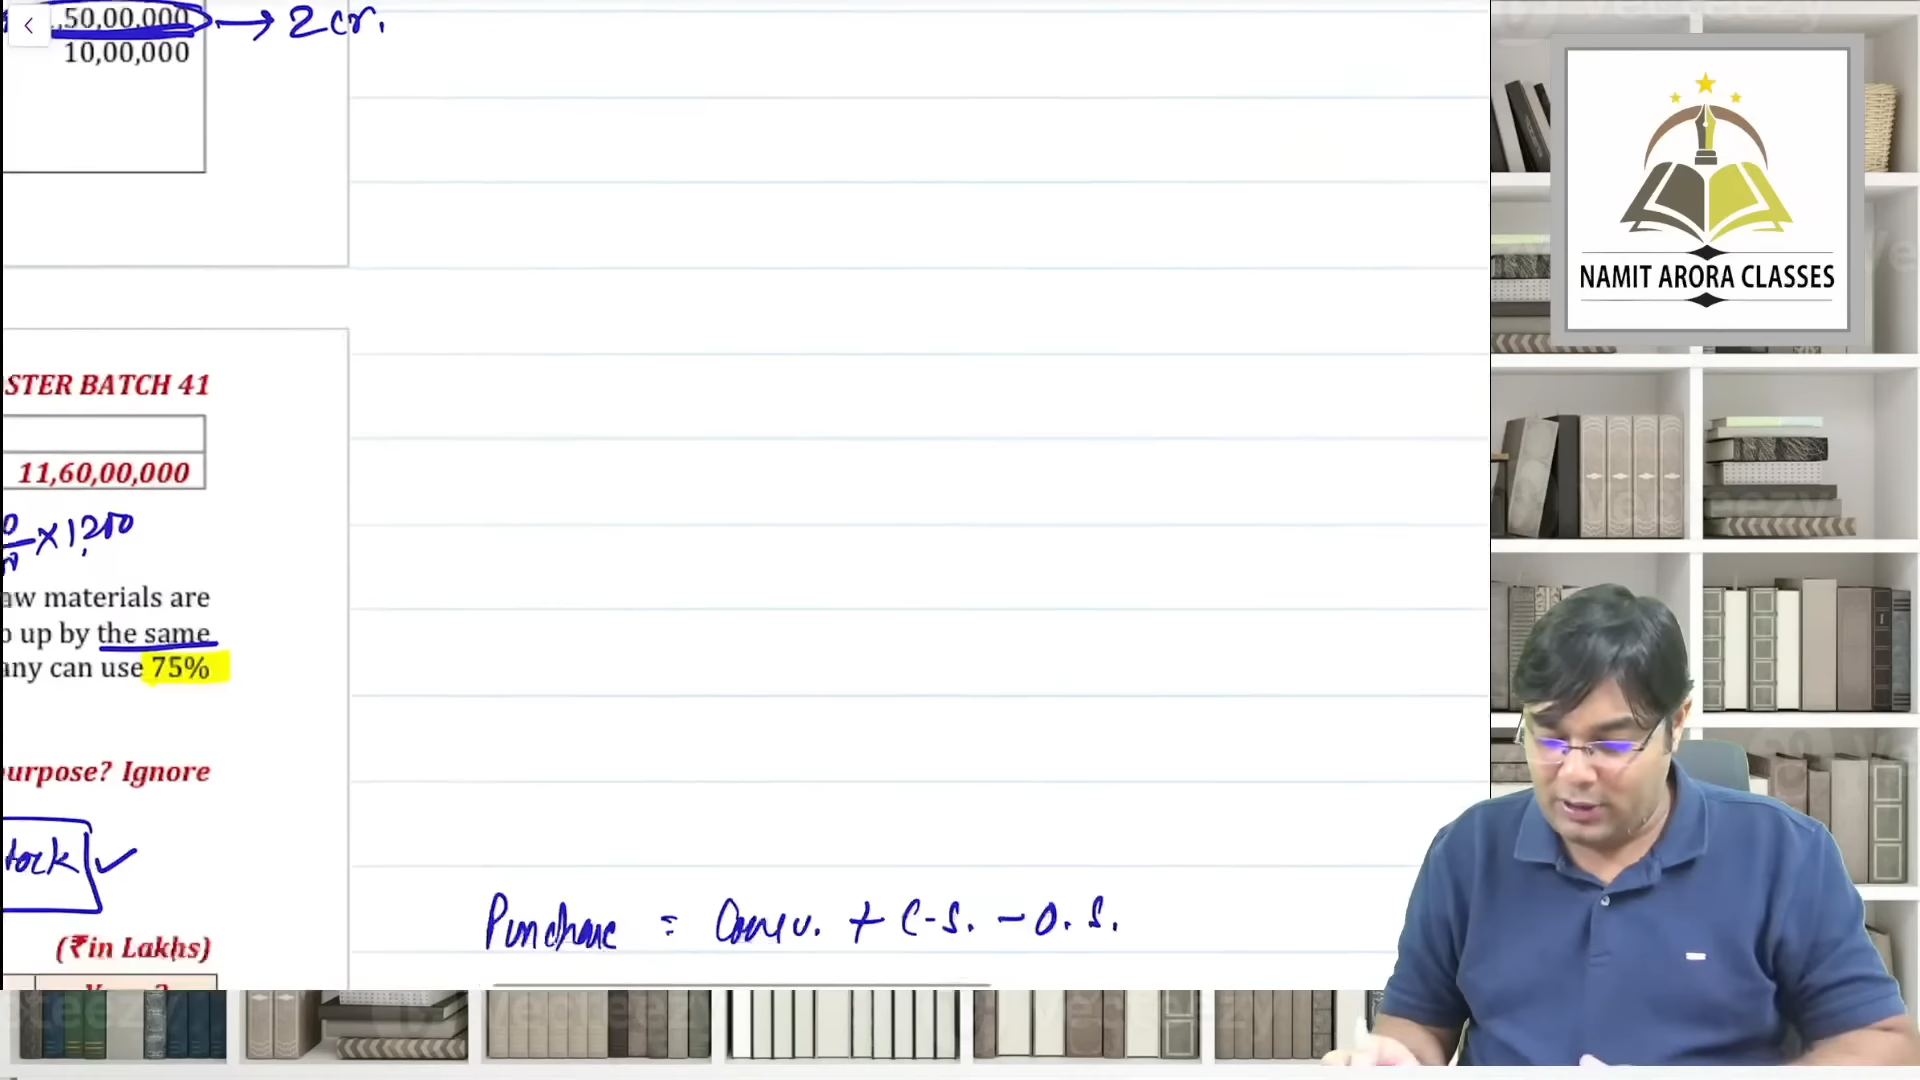 50,00,000 → 2 cr.
10,00,000
STER BATCH 41
11,60,00,000
× 1,200
aw materials are
up by the same
any can use 75%
urpose? Ignore
tock ✓
(₹in Lakhs)
Purchase = Consu. + C.S. - O.S.
NAMIT ARORA CLASSES